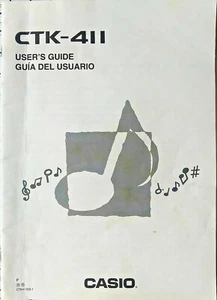 CTK-411
USER'S GUIDE
GUÍA DEL USUARIO
CASIO